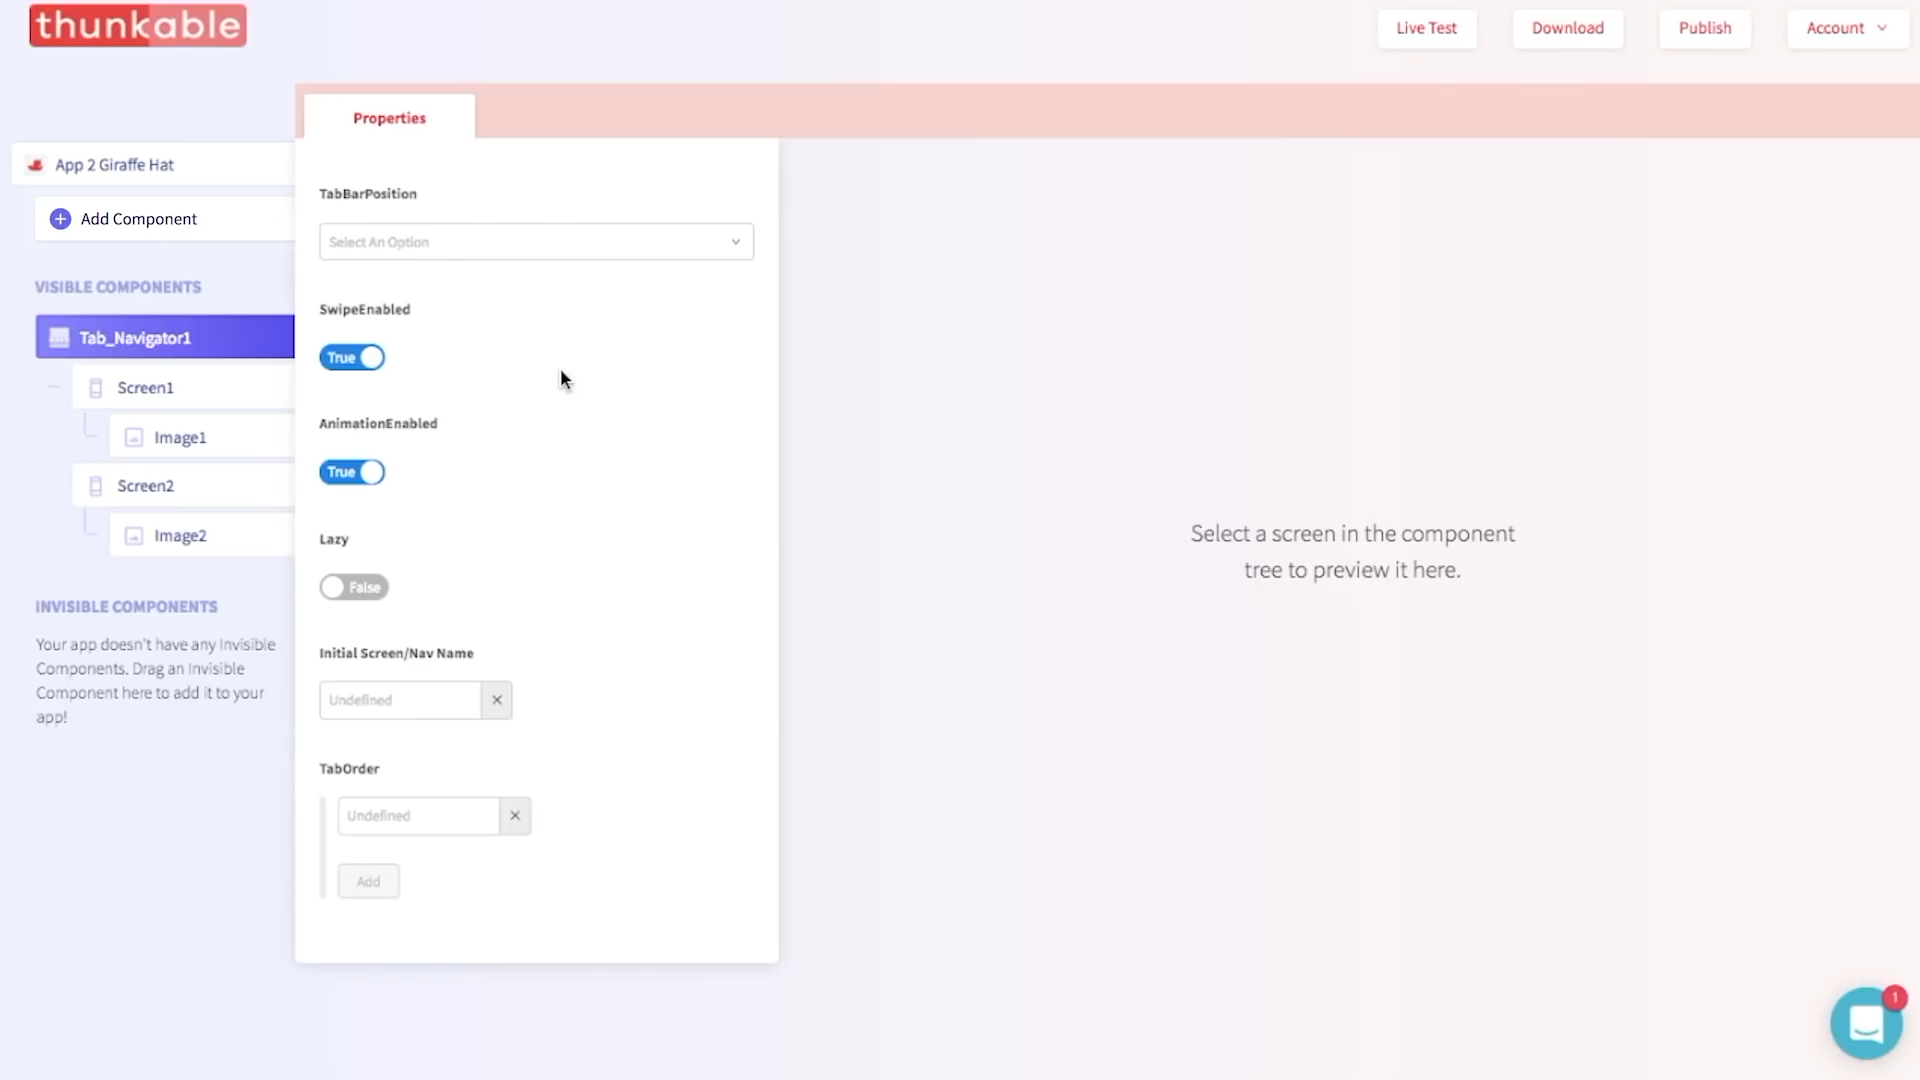 thunkable
Live Test
Download
Publish
Account
Properties
App 2 Giraffe Hat
Add Component
VISIBLE COMPONENTS
Tab_Navigator1
Screen1
Image1
Screen2
Image2
INVISIBLE COMPONENTS
Your app doesn't have any Invisible
Components. Drag an Invisible
Component here to add it to your
app!
TabBarPosition
Select An Option
SwipeEnabled
True
AnimationEnabled
True
Lazy
False
Initial Screen/Nav Name
Undefined
TabOrder
Undefined
Add
Select a screen in the component
tree to preview it here.
1